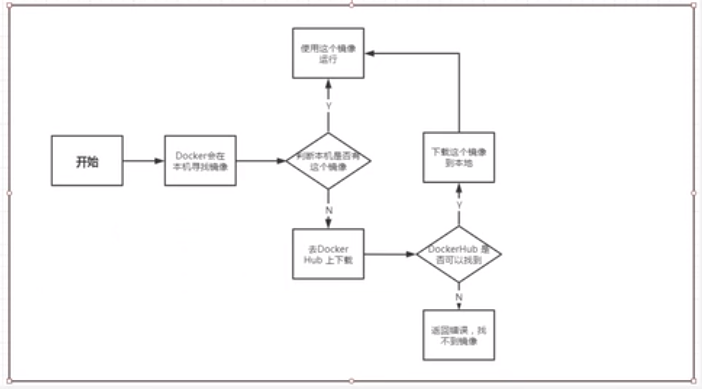 使用这个镜像
运行
Y
开始
Docker会在
本机寻找镜像
判断本机是否有
这个镜像
下载这个镜像
到本地
N
Y
去Docker
Hub 上下载
DockerHub 是
否可以找到
N
返回错误，找
不到镜像